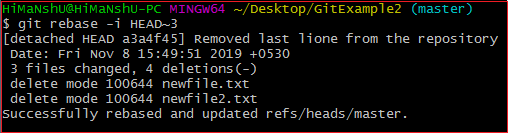 HiMaNshU@HiMaNshU-PC MINGW64 ~/Desktop/GitExample2 (master)
$ git rebase -i HEAD~3
[detached HEAD a3a4f45] Removed last lione from the repository
 Date: Fri Nov 8 15:49:51 2019 +0530
 3 files changed, 4 deletions(-)
 delete mode 100644 newfile.txt
 delete mode 100644 newfile2.txt
Successfully rebased and updated refs/heads/master.